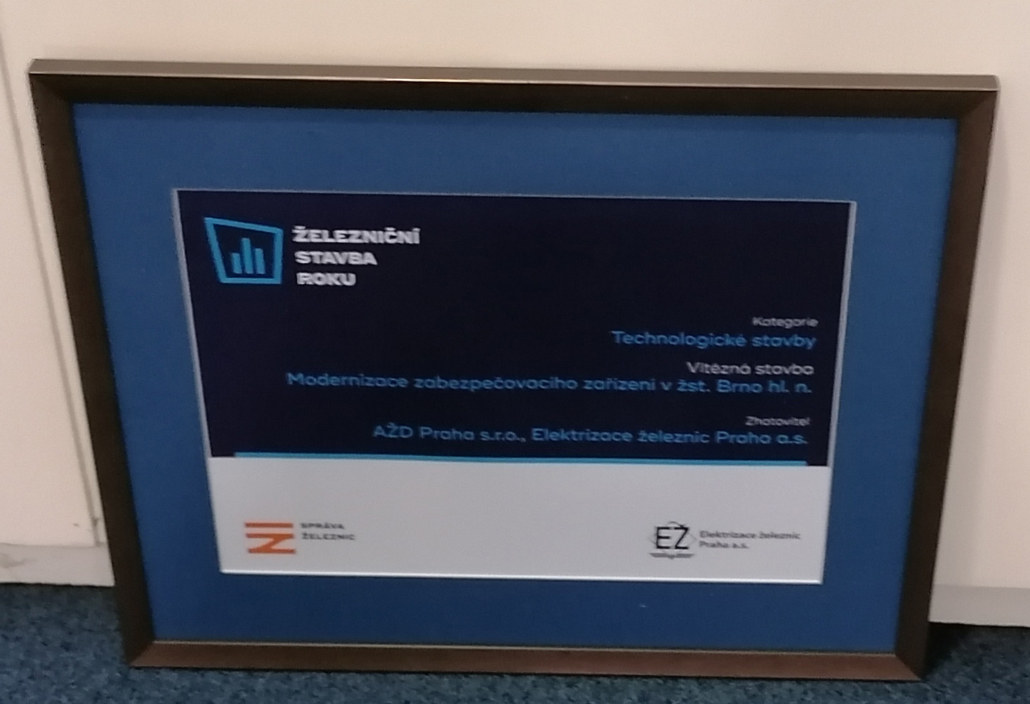 ŽELEZNIČNÍ
STAVBA
ROKU
Kategorie
Technologické stavby
Vítězná stavba
Modernizace zabezpečovacího zařízení v žst. Brno hl. n.
Zhotovitel
AŽD Praha s.r.o., Elektrizace železnic Praha a.s.
SPRÁVA
ŽELEZNIC
EŽ
Elektrizace železnic
Praha a.s.